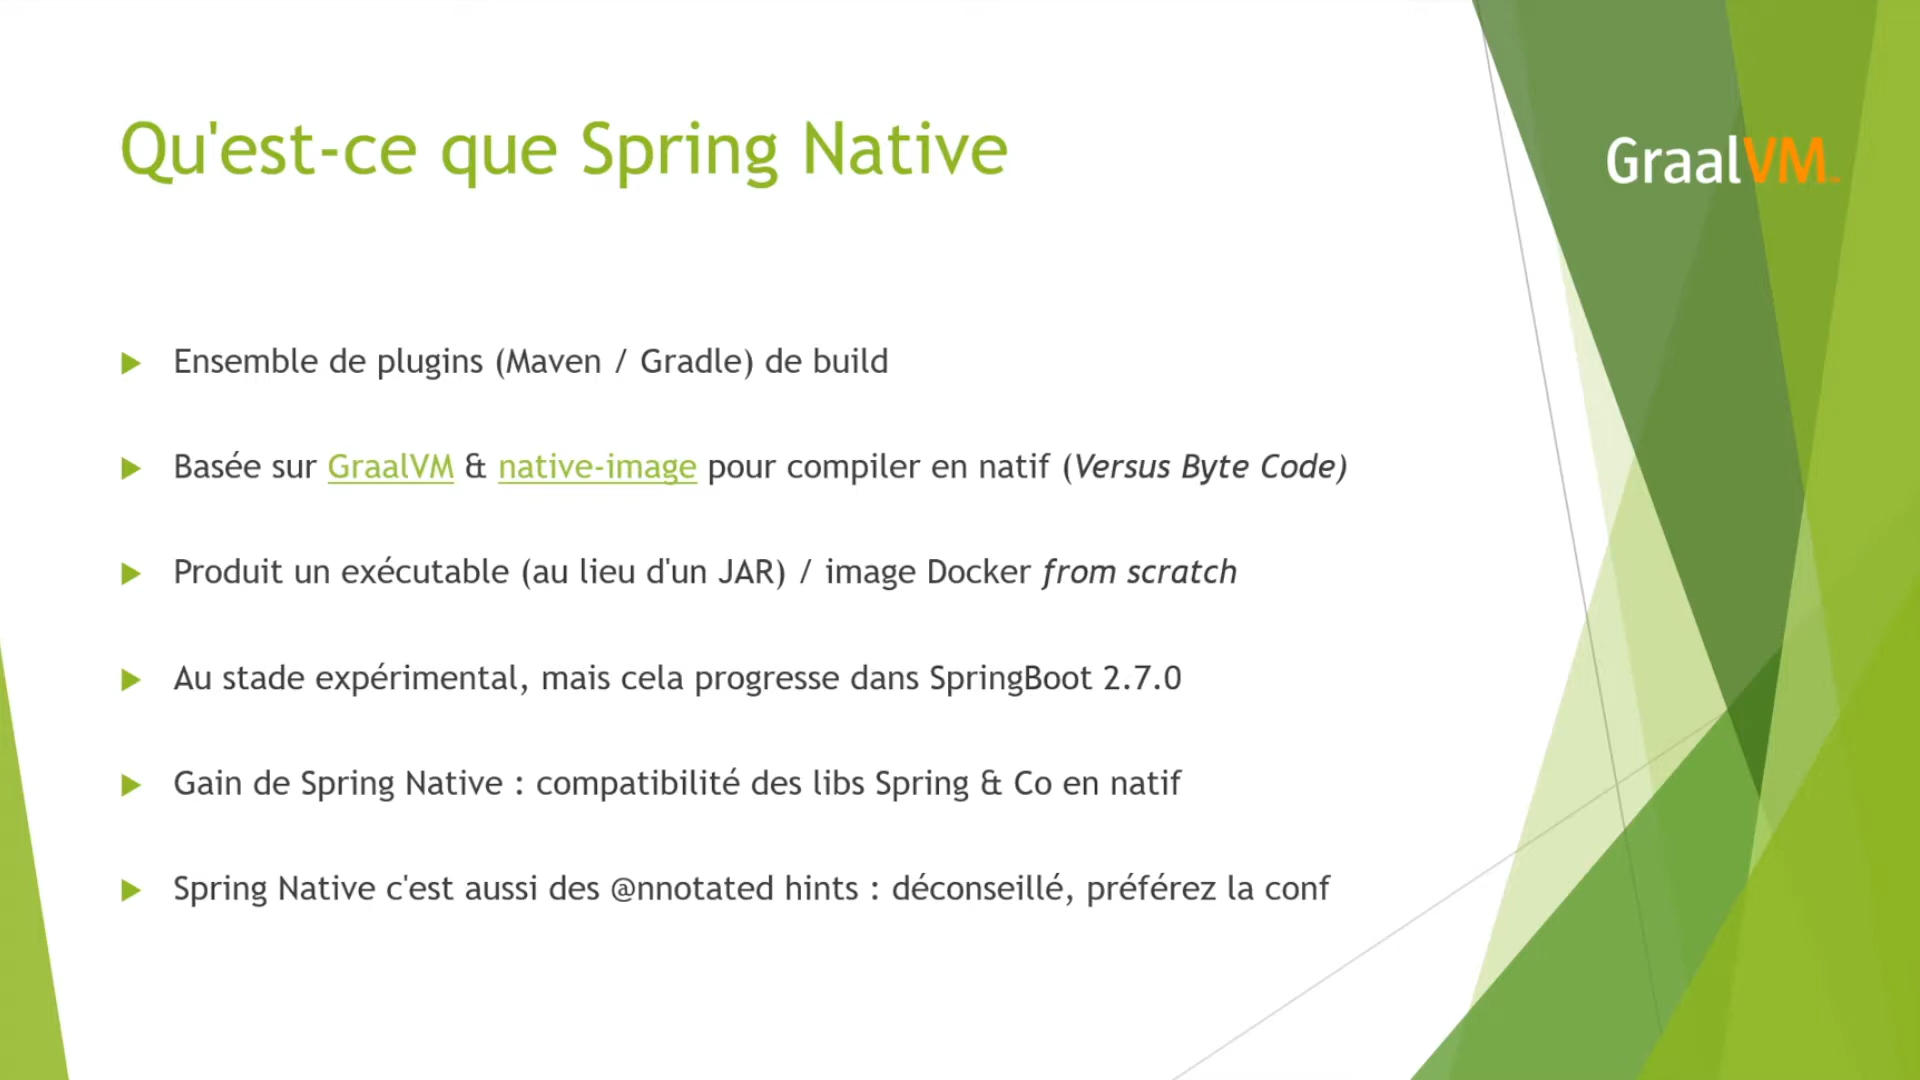 Qu'est-ce que Spring Native
GraalVM
Ensemble de plugins (Maven / Gradle) de build
Basée sur GraalVM & native-image pour compiler en natif (Versus Byte Code)
Produit un exécutable (au lieu d'un JAR) / image Docker from scratch
Au stade expérimental, mais cela progresse dans SpringBoot 2.7.0
Gain de Spring Native : compatibilité des libs Spring & Co en natif
Spring Native c'est aussi des @nnotated hints : déconseillé, préférez la conf